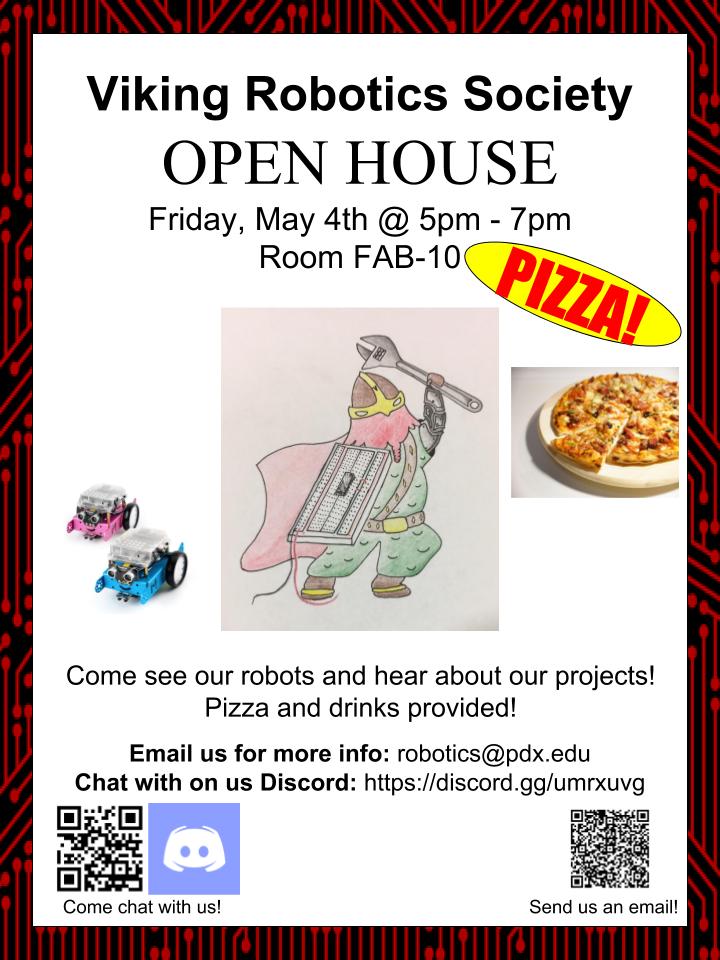 Viking Robotics Society
OPEN HOUSE
Friday, May 4th @ 5pm - 7pm
Room FAB-10
PIZZA!
Come see our robots and hear about our projects!
Pizza and drinks provided!
Email us for more info: robotics@pdx.edu
Chat with on us Discord: https://discord.gg/umrxuvg
Come chat with us!
Send us an email!